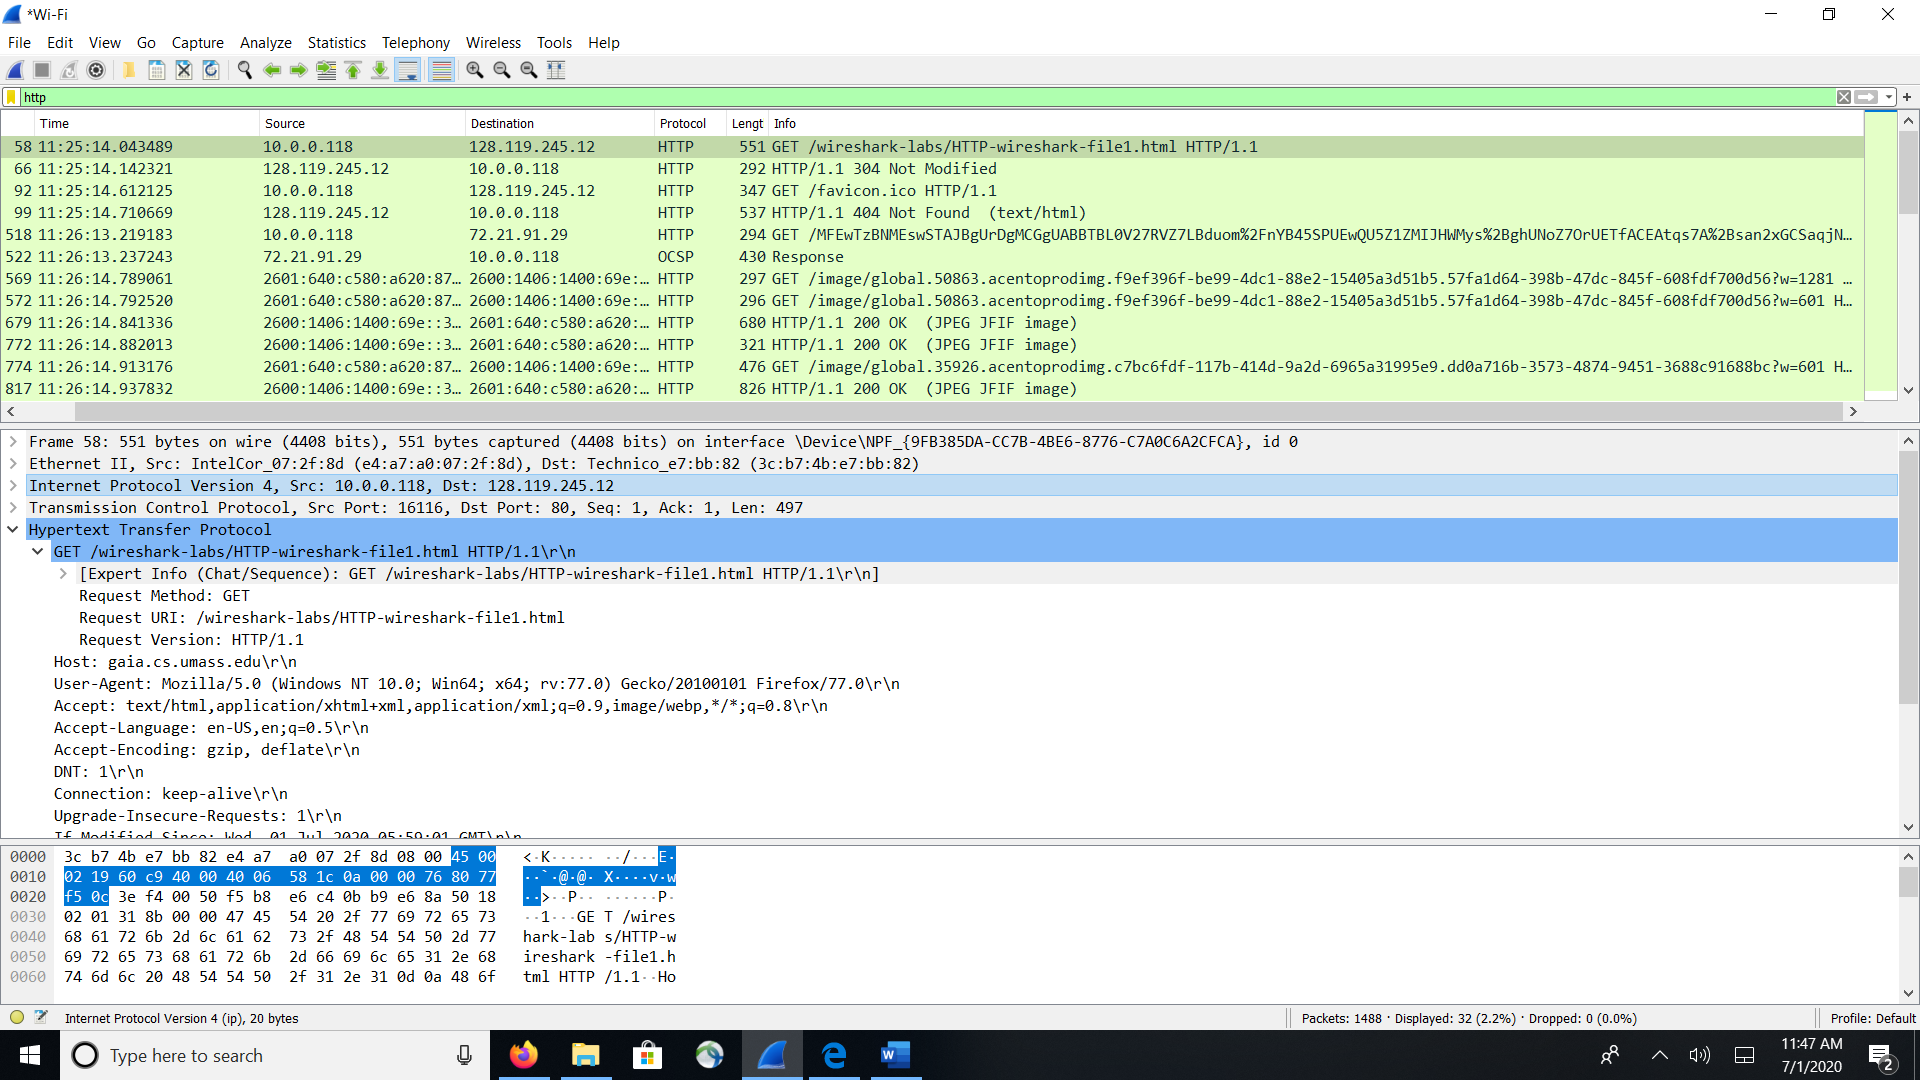 *Wi-Fi
File Edit View Go Capture Analyze Statistics Telephony Wireless Tools Help
http
Time Source Destination Protocol Lengt Info
58 11:25:14.043489 10.0.0.118 128.119.245.12 HTTP 551 GET /wireshark-labs/HTTP-wireshark-file1.html HTTP/1.1
66 11:25:14.142321 128.119.245.12 10.0.0.118 HTTP 292 HTTP/1.1 304 Not Modified
92 11:25:14.612125 10.0.0.118 128.119.245.12 HTTP 347 GET /favicon.ico HTTP/1.1
99 11:25:14.710669 128.119.245.12 10.0.0.118 HTTP 537 HTTP/1.1 404 Not Found (text/html)
518 11:26:13.219183 10.0.0.118 72.21.91.29 HTTP 294 GET /MFEwTzBNMEswSTAJBgUrDgMCGgUABBTBL0V27RVZ7LBduom%2FnYB45SPUEwQU5Z1ZMIJHWMys%2BghUNoZ7OrUETfACEAtqs7A%2Bsan2xGCSaqjN…
522 11:26:13.237243 72.21.91.29 10.0.0.118 OCSP 430 Response
569 11:26:14.789061 2601:640:c580:a620:87… 2600:1406:1400:69e:… HTTP 297 GET /image/global.50863.acentoprodimg.f9ef396f-be99-4dc1-88e2-15405a3d51b5.57fa1d64-398b-47dc-845f-608fdf700d56?w=1281 …
572 11:26:14.792520 2601:640:c580:a620:87… 2600:1406:1400:69e:… HTTP 296 GET /image/global.50863.acentoprodimg.f9ef396f-be99-4dc1-88e2-15405a3d51b5.57fa1d64-398b-47dc-845f-608fdf700d56?w=601 H…
679 11:26:14.841336 2600:1406:1400:69e::3… 2601:640:c580:a620:… HTTP 680 HTTP/1.1 200 OK (JPEG JFIF image)
772 11:26:14.882013 2600:1406:1400:69e::3… 2601:640:c580:a620:… HTTP 321 HTTP/1.1 200 OK (JPEG JFIF image)
774 11:26:14.913176 2601:640:c580:a620:87… 2600:1406:1400:69e:… HTTP 476 GET /image/global.35926.acentoprodimg.c7bc6fdf-117b-414d-9a2d-6965a31995e9.dd0a716b-3573-4874-9451-3688c91688bc?w=601 H…
817 11:26:14.937832 2600:1406:1400:69e::3… 2601:640:c580:a620:… HTTP 826 HTTP/1.1 200 OK (JPEG JFIF image)
Frame 58: 551 bytes on wire (4408 bits), 551 bytes captured (4408 bits) on interface \Device\NPF_{9FB385DA-CC7B-4BE6-8776-C7A0C6A2CFCA}, id 0
Ethernet II, Src: IntelCor_07:2f:8d (e4:a7:a0:07:2f:8d), Dst: Technico_e7:bb:82 (3c:b7:4b:e7:bb:82)
Internet Protocol Version 4, Src: 10.0.0.118, Dst: 128.119.245.12
Transmission Control Protocol, Src Port: 16116, Dst Port: 80, Seq: 1, Ack: 1, Len: 497
Hypertext Transfer Protocol
GET /wireshark-labs/HTTP-wireshark-file1.html HTTP/1.1\r\n
[Expert Info (Chat/Sequence): GET /wireshark-labs/HTTP-wireshark-file1.html HTTP/1.1\r\n]
Request Method: GET
Request URI: /wireshark-labs/HTTP-wireshark-file1.html
Request Version: HTTP/1.1
Host: gaia.cs.umass.edu\r\n
User-Agent: Mozilla/5.0 (Windows NT 10.0; Win64; x64; rv:77.0) Gecko/20100101 Firefox/77.0\r\n
Accept: text/html,application/xhtml+xml,application/xml;q=0.9,image/webp,*/*;q=0.8\r\n
Accept-Language: en-US,en;q=0.5\r\n
Accept-Encoding: gzip, deflate\r\n
DNT: 1\r\n
Connection: keep-alive\r\n
Upgrade-Insecure-Requests: 1\r\n
If-Modified-Since: Wed, 01 Jul 2020 05:59:01 GMT\r\n
0000 3c b7 4b e7 bb 82 e4 a7 a0 07 2f 8d 08 00 45 00 <·K····· ··/···E·
0010 02 19 60 c9 40 00 40 06 58 1c 0a 00 00 76 80 77 ··`·@·@· X····v·w
0020 f5 0c 3e f4 00 50 f5 b8 e6 c4 0b b9 e6 8a 50 18 ··>··P·· ······P·
0030 02 01 31 8b 00 00 47 45 54 20 2f 77 69 72 65 73 ··1···GE T /wires
0040 68 61 72 6b 2d 6c 61 62 73 2f 48 54 54 50 2d 77 hark-lab s/HTTP-w
0050 69 72 65 73 68 61 72 6b 2d 66 69 6c 65 31 2e 68 ireshark -file1.h
0060 74 6d 6c 20 48 54 54 50 2f 31 2e 31 0d 0a 48 6f tml HTTP /1.1··Ho
Internet Protocol Version 4 (ip), 20 bytes Packets: 1488 · Displayed: 32 (2.2%) · Dropped: 0 (0.0%) Profile: Default
Type here to search
11:47 AM
7/1/2020
2